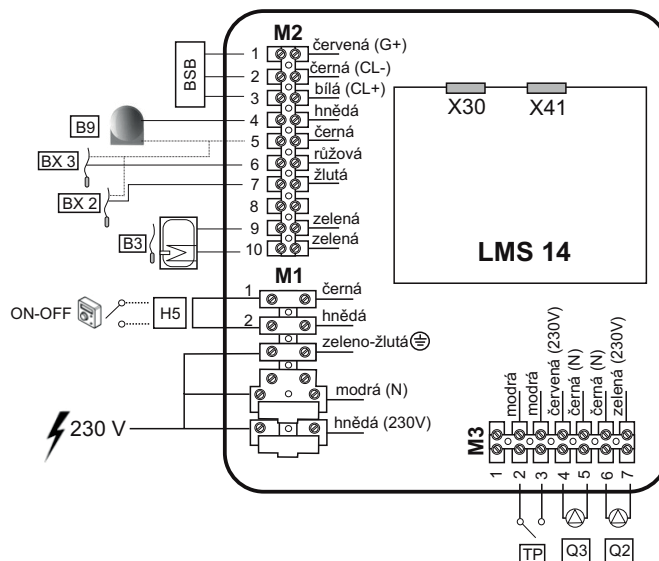 M2
BSB
1 červená (G+)
2 černá (CL-)
3 bílá (CL+)
B9
4 hnědá
5 černá
BX 3
6 růžová
BX 2
7 žlutá
8
B3
9 zelená
10 zelená
X30 X41
LMS 14
M1
ON-OFF
H5
1 černá
2 hnědá
zeleno-žlutá
modrá (N)
230 V
hnědá (230V)
M3
modrá
modrá
červená (230V)
černá (N)
černá (N)
zelená (230V)
1 2 3 4 5 6 7
TP Q3 Q2